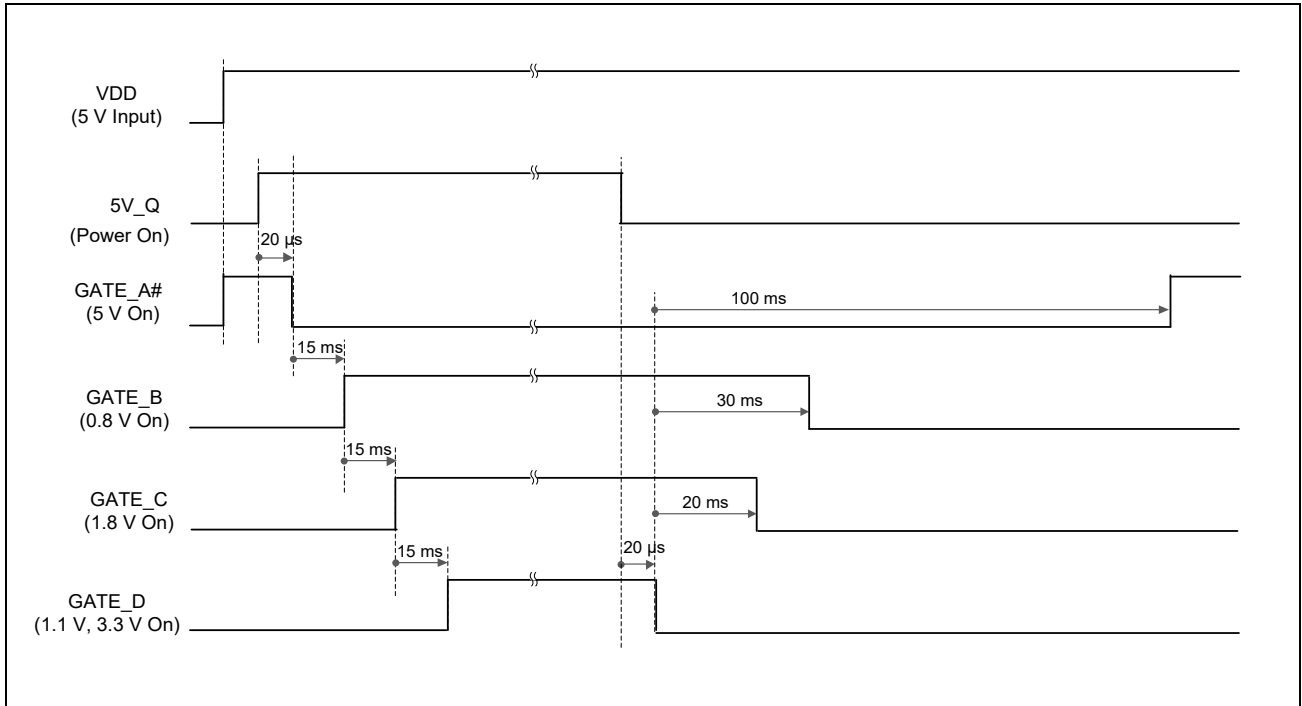 VDD
(5 V Input)
5V_Q
(Power On)
20 µs
GATE_A#
(5 V On)
100 ms
15 ms
GATE_B
(0.8 V On)
30 ms
15 ms
GATE_C
(1.8 V On)
20 ms
15 ms
20 µs
GATE_D
(1.1 V, 3.3 V On)